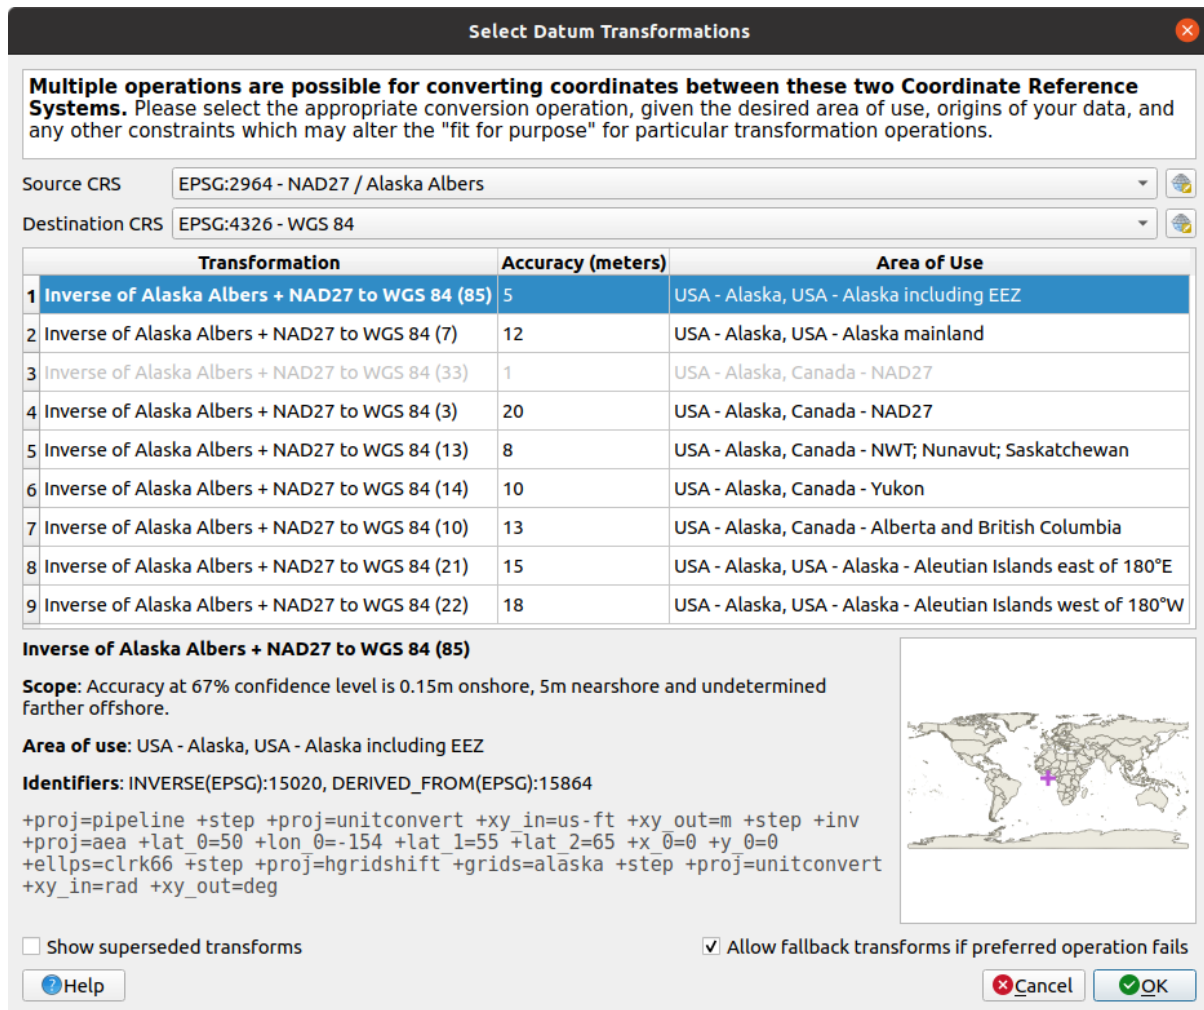 Select Datum Transformations
Multiple operations are possible for converting coordinates between these two Coordinate Reference
Systems. Please select the appropriate conversion operation, given the desired area of use, origins of your data, and
any other constraints which may alter the "fit for purpose" for particular transformation operations.
Source CRS EPSG:2964 - NAD27 / Alaska Albers
Destination CRS EPSG:4326 - WGS 84
Transformation Accuracy (meters) Area of Use
1 Inverse of Alaska Albers + NAD27 to WGS 84 (85) 5 USA - Alaska, USA - Alaska including EEZ
2 Inverse of Alaska Albers + NAD27 to WGS 84 (7) 12 USA - Alaska, USA - Alaska mainland
3 Inverse of Alaska Albers + NAD27 to WGS 84 (33) 1 USA - Alaska, Canada - NAD27
4 Inverse of Alaska Albers + NAD27 to WGS 84 (3) 20 USA - Alaska, Canada - NAD27
5 Inverse of Alaska Albers + NAD27 to WGS 84 (13) 8 USA - Alaska, Canada - NWT; Nunavut; Saskatchewan
6 Inverse of Alaska Albers + NAD27 to WGS 84 (14) 10 USA - Alaska, Canada - Yukon
7 Inverse of Alaska Albers + NAD27 to WGS 84 (10) 13 USA - Alaska, Canada - Alberta and British Columbia
8 Inverse of Alaska Albers + NAD27 to WGS 84 (21) 15 USA - Alaska, USA - Alaska - Aleutian Islands east of 180°E
9 Inverse of Alaska Albers + NAD27 to WGS 84 (22) 18 USA - Alaska, USA - Alaska - Aleutian Islands west of 180°W
Inverse of Alaska Albers + NAD27 to WGS 84 (85)
Scope: Accuracy at 67% confidence level is 0.15m onshore, 5m nearshore and undetermined
farther offshore.
Area of use: USA - Alaska, USA - Alaska including EEZ
Identifiers: INVERSE(EPSG):15020, DERIVED_FROM(EPSG):15864
+proj=pipeline +step +proj=unitconvert +xy_in=us-ft +xy_out=m +step +inv
+proj=aea +lat_0=50 +lon_0=-154 +lat_1=55 +lat_2=65 +x_0=0 +y_0=0
+ellps=clrk66 +step +proj=hgridshift +grids=alaska +step +proj=unitconvert
+xy_in=rad +xy_out=deg
Show superseded transforms Allow fallback transforms if preferred operation fails
Help Cancel OK